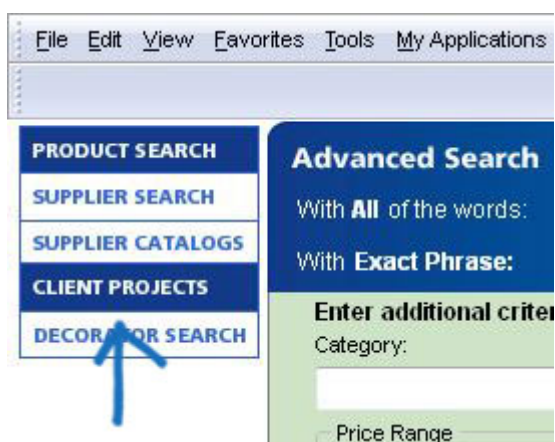 File Edit View Favorites Tools My Applications
PRODUCT SEARCH
SUPPLIER SEARCH
SUPPLIER CATALOGS
CLIENT PROJECTS
DECORATOR SEARCH
Advanced Search
With All of the words:
With Exact Phrase:
Enter additional
Category:
Price Range